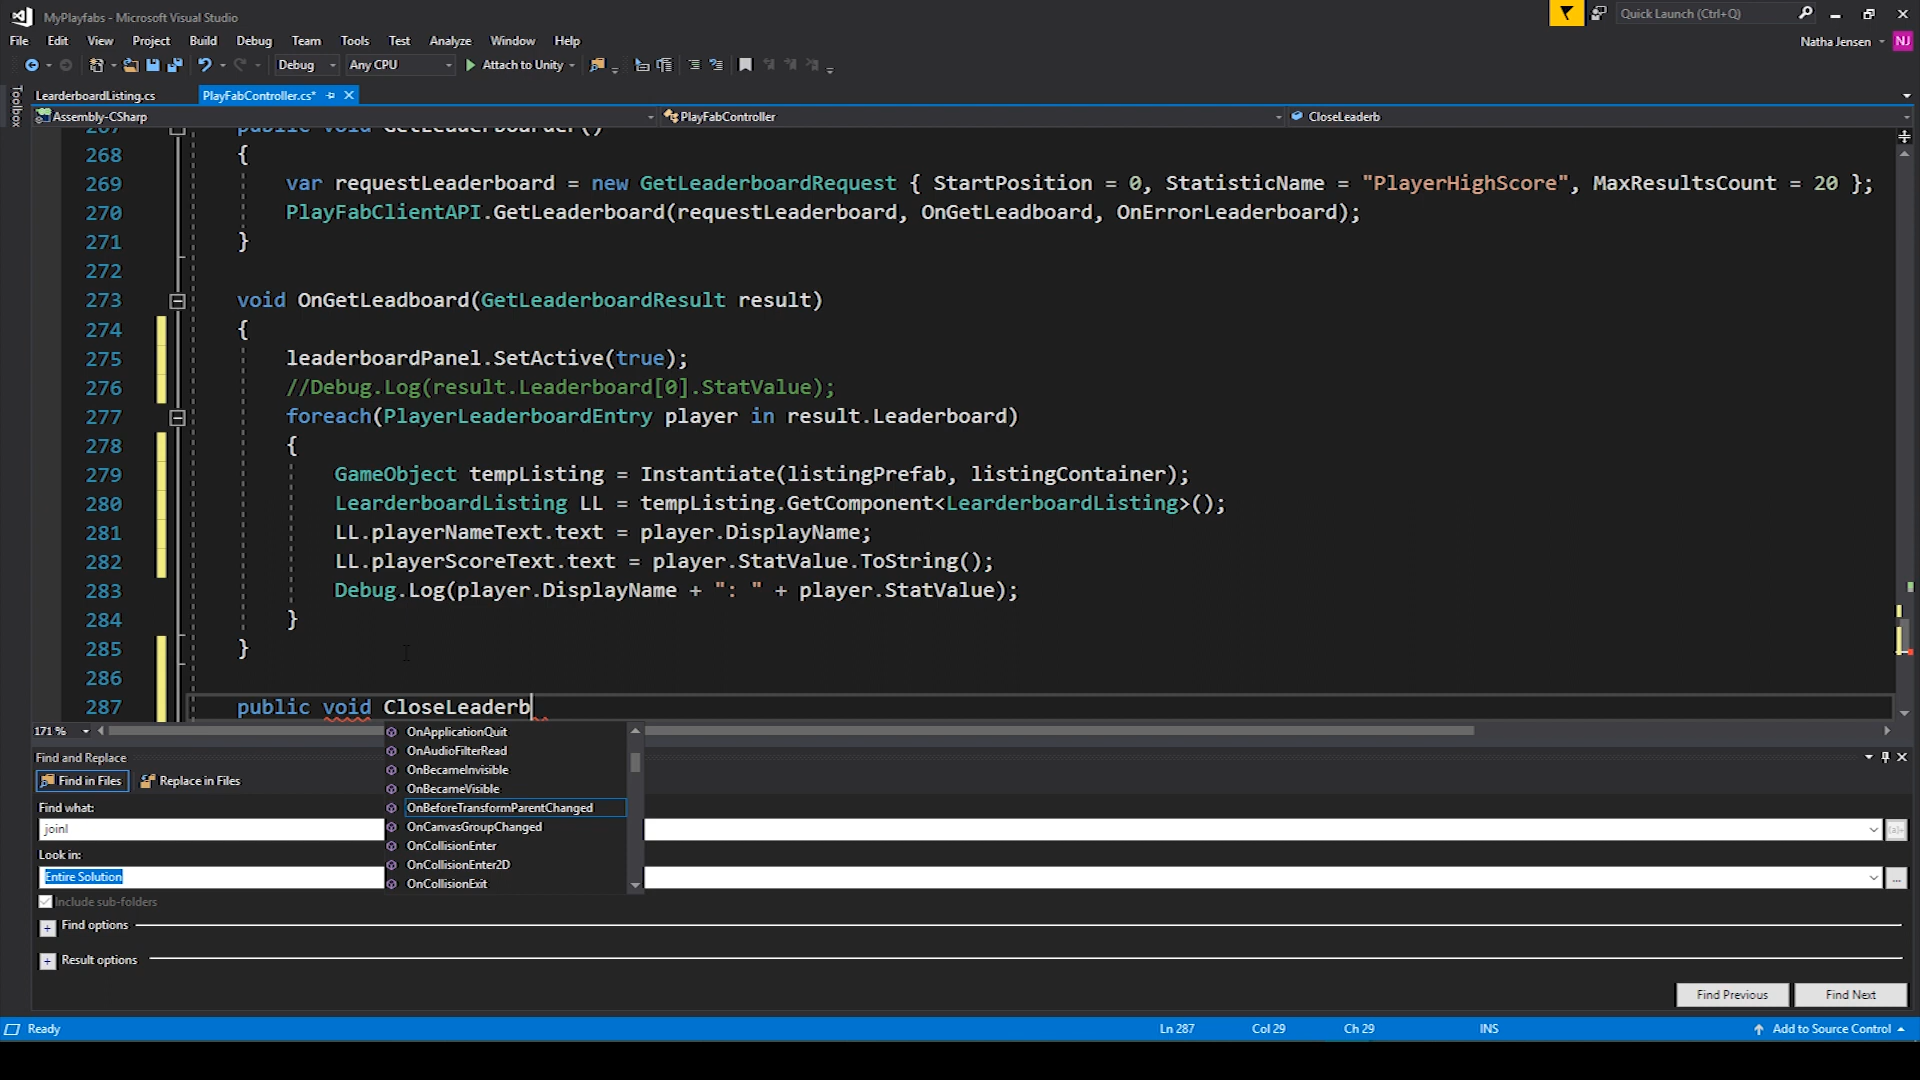 MyPlayfabs - Microsoft Visual Studio
Quick Launch (Ctrl+Q)
File Edit View Project Build Debug Team Tools Test Analyze Window Help
Natha Jensen NJ
Debug Any CPU Attach to Unity
Toolbox
LearderboardListing.cs PlayFabController.cs*
Assembly-CSharp PlayFabController CloseLeaderb
267 public void GetLeaderboarder()
268 {
269 var requestLeaderboard = new GetLeaderboardRequest { StartPosition = 0, StatisticName = "PlayerHighScore", MaxResultsCount = 20 };
270 PlayFabClientAPI.GetLeaderboard(requestLeaderboard, OnGetLeadboard, OnErrorLeaderboard);
271 }
272
273 void OnGetLeadboard(GetLeaderboardResult result)
274 {
275 leaderboardPanel.SetActive(true);
276 //Debug.Log(result.Leaderboard[0].StatValue);
277 foreach(PlayerLeaderboardEntry player in result.Leaderboard)
278 {
279 GameObject tempListing = Instantiate(listingPrefab, listingContainer);
280 LearderboardListing LL = tempListing.GetComponent<LearderboardListing>();
281 LL.playerNameText.text = player.DisplayName;
282 LL.playerScoreText.text = player.StatValue.ToString();
283 Debug.Log(player.DisplayName + ": " + player.StatValue);
284 }
285 }
286
287 public void CloseLeaderb
171 %
OnApplicationQuit
OnAudioFilterRead
OnBecameInvisible
OnBecameVisible
OnBeforeTransformParentChanged
OnCanvasGroupChanged
OnCollisionEnter
OnCollisionEnter2D
OnCollisionExit
Find and Replace
Find in Files Replace in Files
Find what:
joinl
Look in:
Entire Solution
...
Include sub-folders
Find options
Result options
Find Previous Find Next
Ready Ln 287 Col 29 Ch 29 INS Add to Source Control